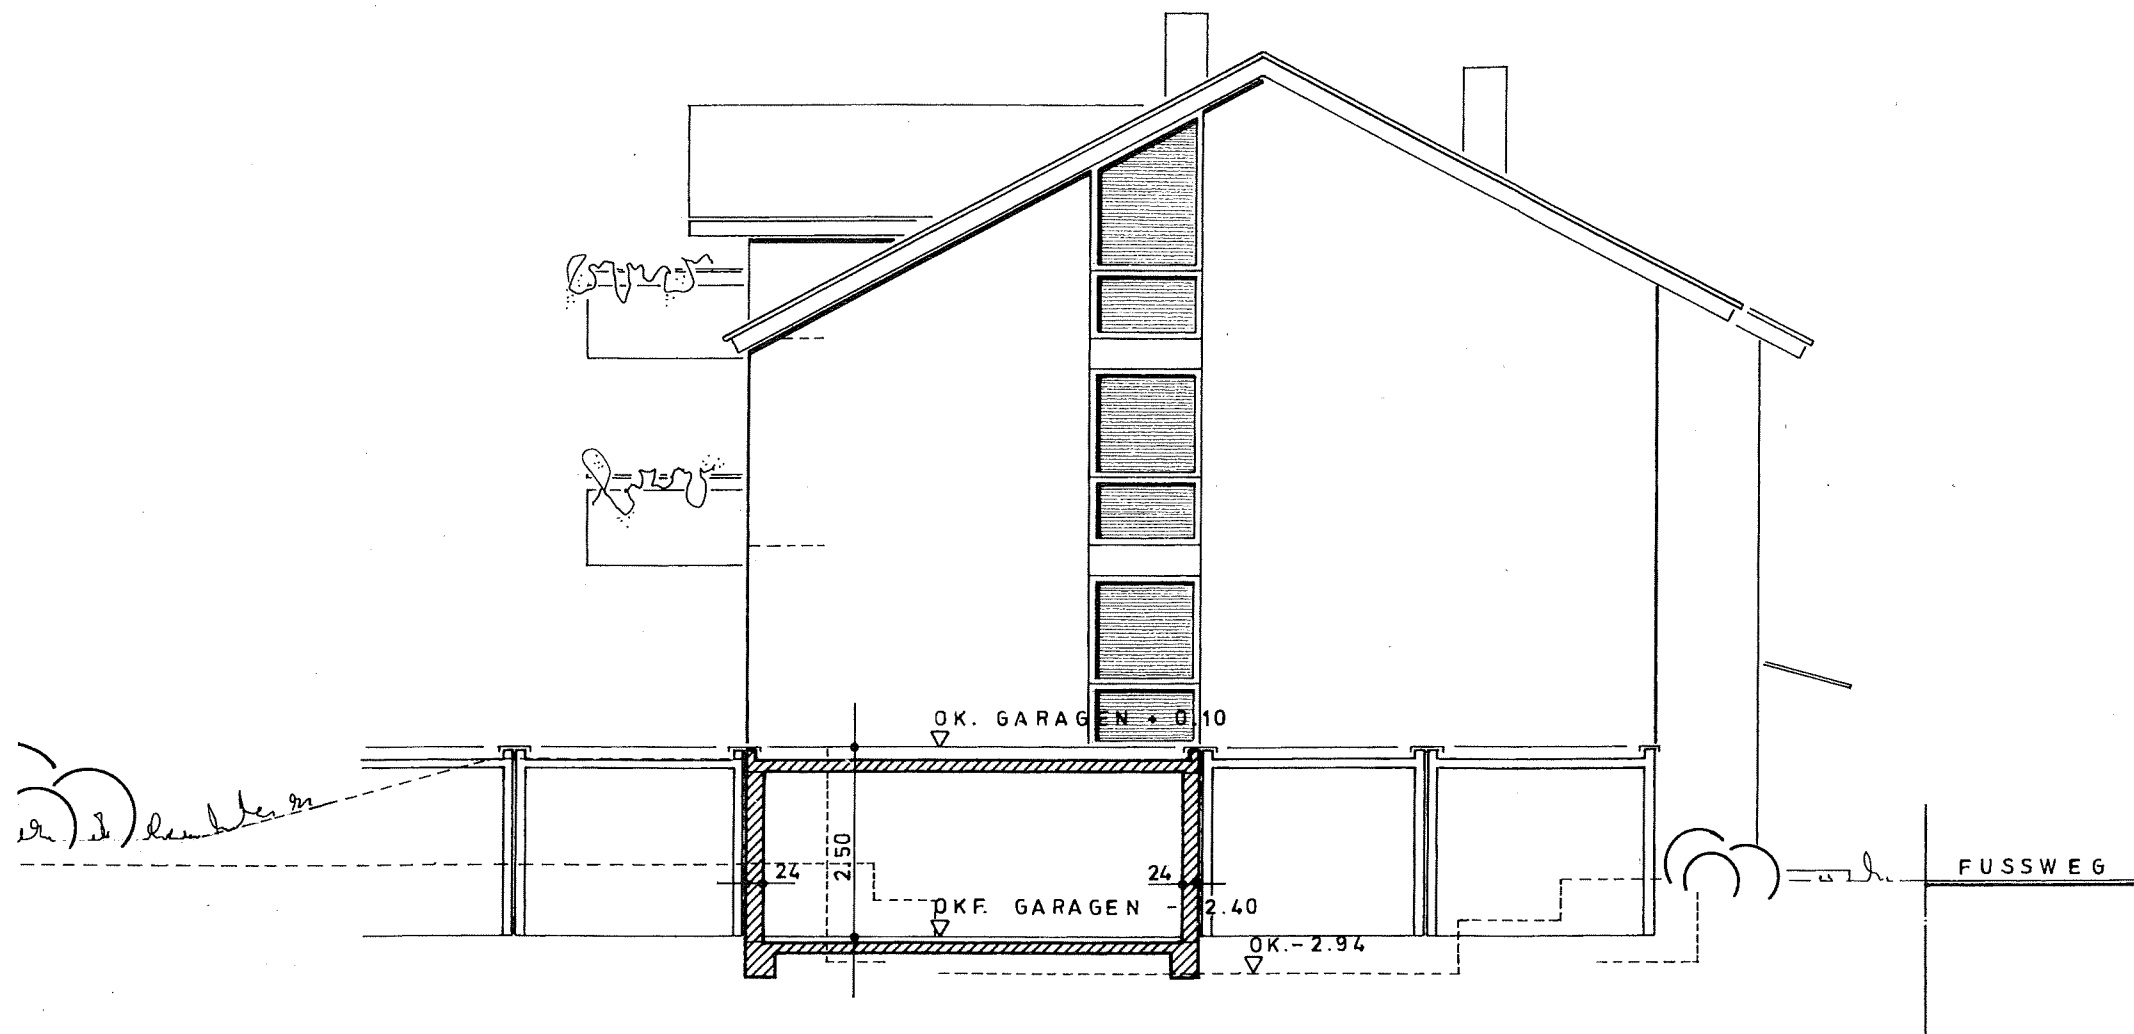 OK. GARAGEN + 0.10
2.50
24
24
FUSSWEG
OKF. GARAGEN - 2.40
OK.-2.94